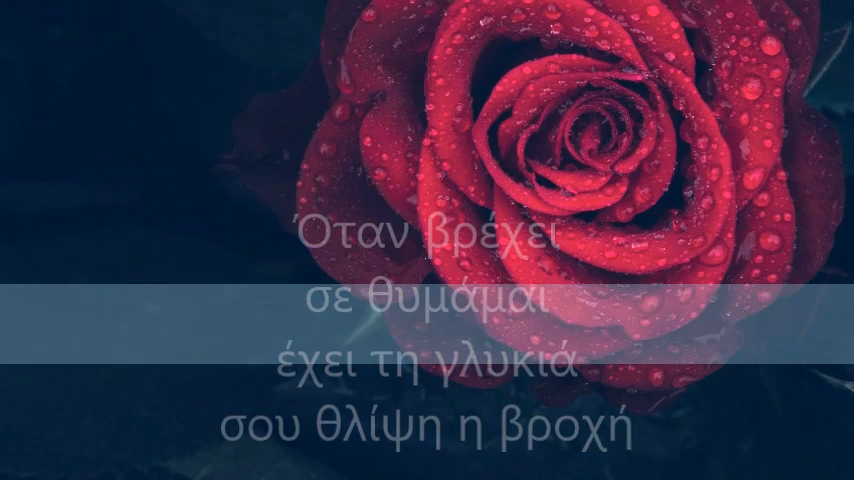 Όταν βρέχει
σε θυμάμαι
έχει τη γλυκιά
σου θλίψη η βροχή